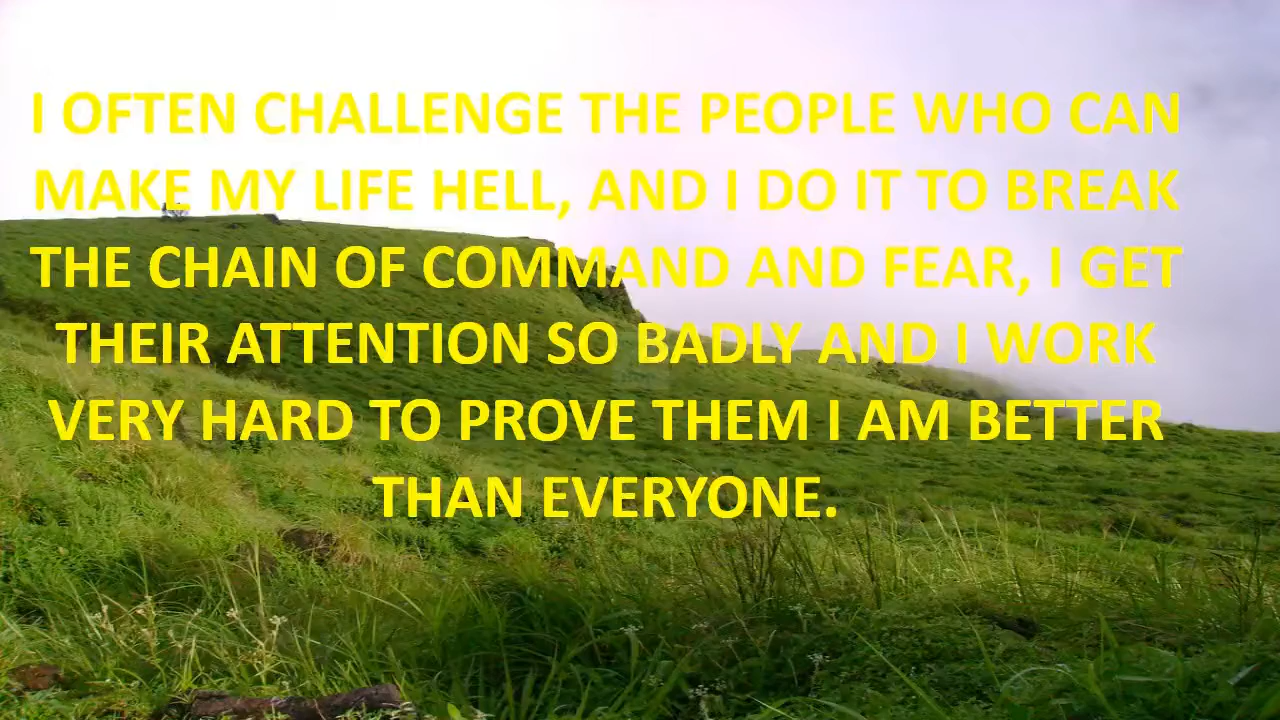 I OFTEN CHALLENGE THE PEOPLE WHO CAN
MAKE MY LIFE HELL, AND I DO IT TO BREAK
THE CHAIN OF COMMAND AND FEAR, I GET
THEIR ATTENTION SO BADLY AND I WORK
VERY HARD TO PROVE THEM I AM BETTER
THAN EVERYONE.